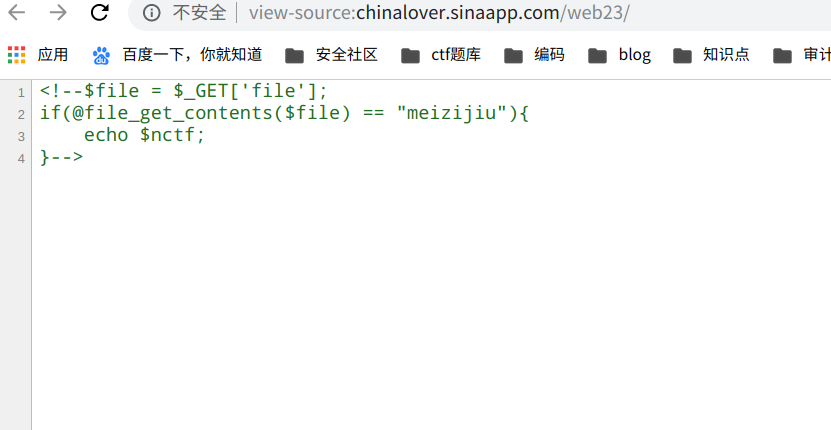 不安全 view-source:chinalover.sinaapp.com/web23/
应用 百度一下，你就知道 安全社区 ctf题库 编码 blog 知识点 审计
1 <!--$file = $_GET['file'];
2 if(@file_get_contents($file) == "meizijiu"){
3 echo $nctf;
4 }-->